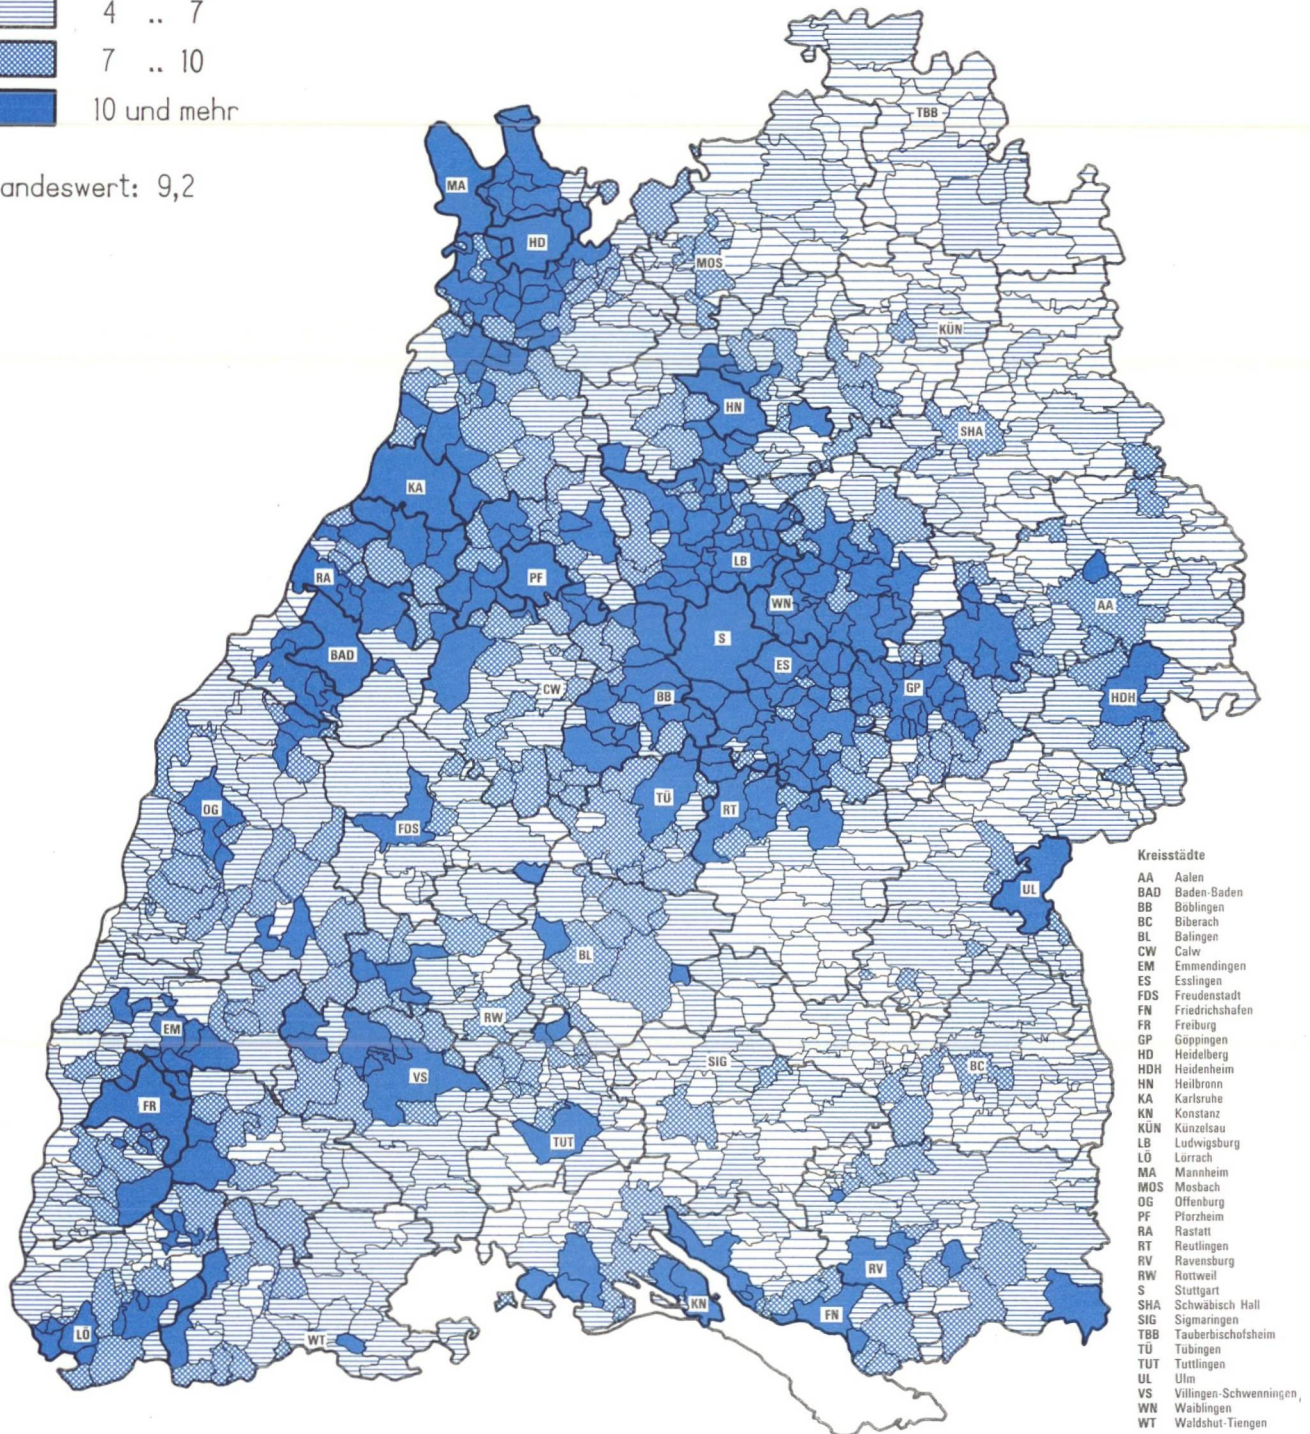 4 .. 7
7 .. 10
10 und mehr
andeswert: 9,2
TBB
MA
HD
MOS
KÜN
HN
SHA
KA
LB
RA
PF
WN
AA
S
BAD
ES
CW
BB
GP
HDH
OG
TÜ
RT
FDS
UL
BL
RW
EM
SIG
BC
VS
FR
TUT
RV
KN
FN
LÖ
WT
Kreisstädte
AA Aalen
BAD Baden-Baden
BB Böblingen
BC Biberach
BL Balingen
CW Calw
EM Emmendingen
ES Esslingen
FDS Freudenstadt
FN Friedrichshafen
FR Freiburg
GP Göppingen
HD Heidelberg
HDH Heidenheim
HN Heilbronn
KA Karlsruhe
KN Konstanz
KÜN Künzelsau
LB Ludwigsburg
LÖ Lörrach
MA Mannheim
MOS Mosbach
OG Offenburg
PF Pforzheim
RA Rastatt
RT Reutlingen
RV Ravensburg
RW Rottweil
S Stuttgart
SHA Schwäbisch Hall
SIG Sigmaringen
TBB Tauberbischofsheim
TÜ Tübingen
TUT Tuttlingen
UL Ulm
VS Villingen-Schwenningen
WN Waiblingen
WT Waldshut-Tiengen